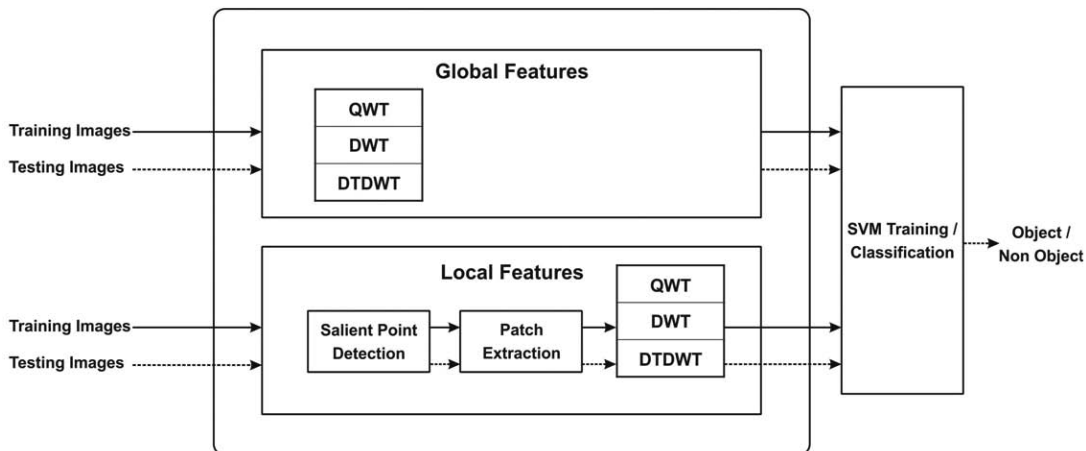 Global Features
QWT
DWT
DTDWT
Training Images
Testing Images
Local Features
Salient Point
Detection
Patch
Extraction
QWT
DWT
DTDWT
Training Images
Testing Images
SVM Training /
Classification
Object /
Non Object